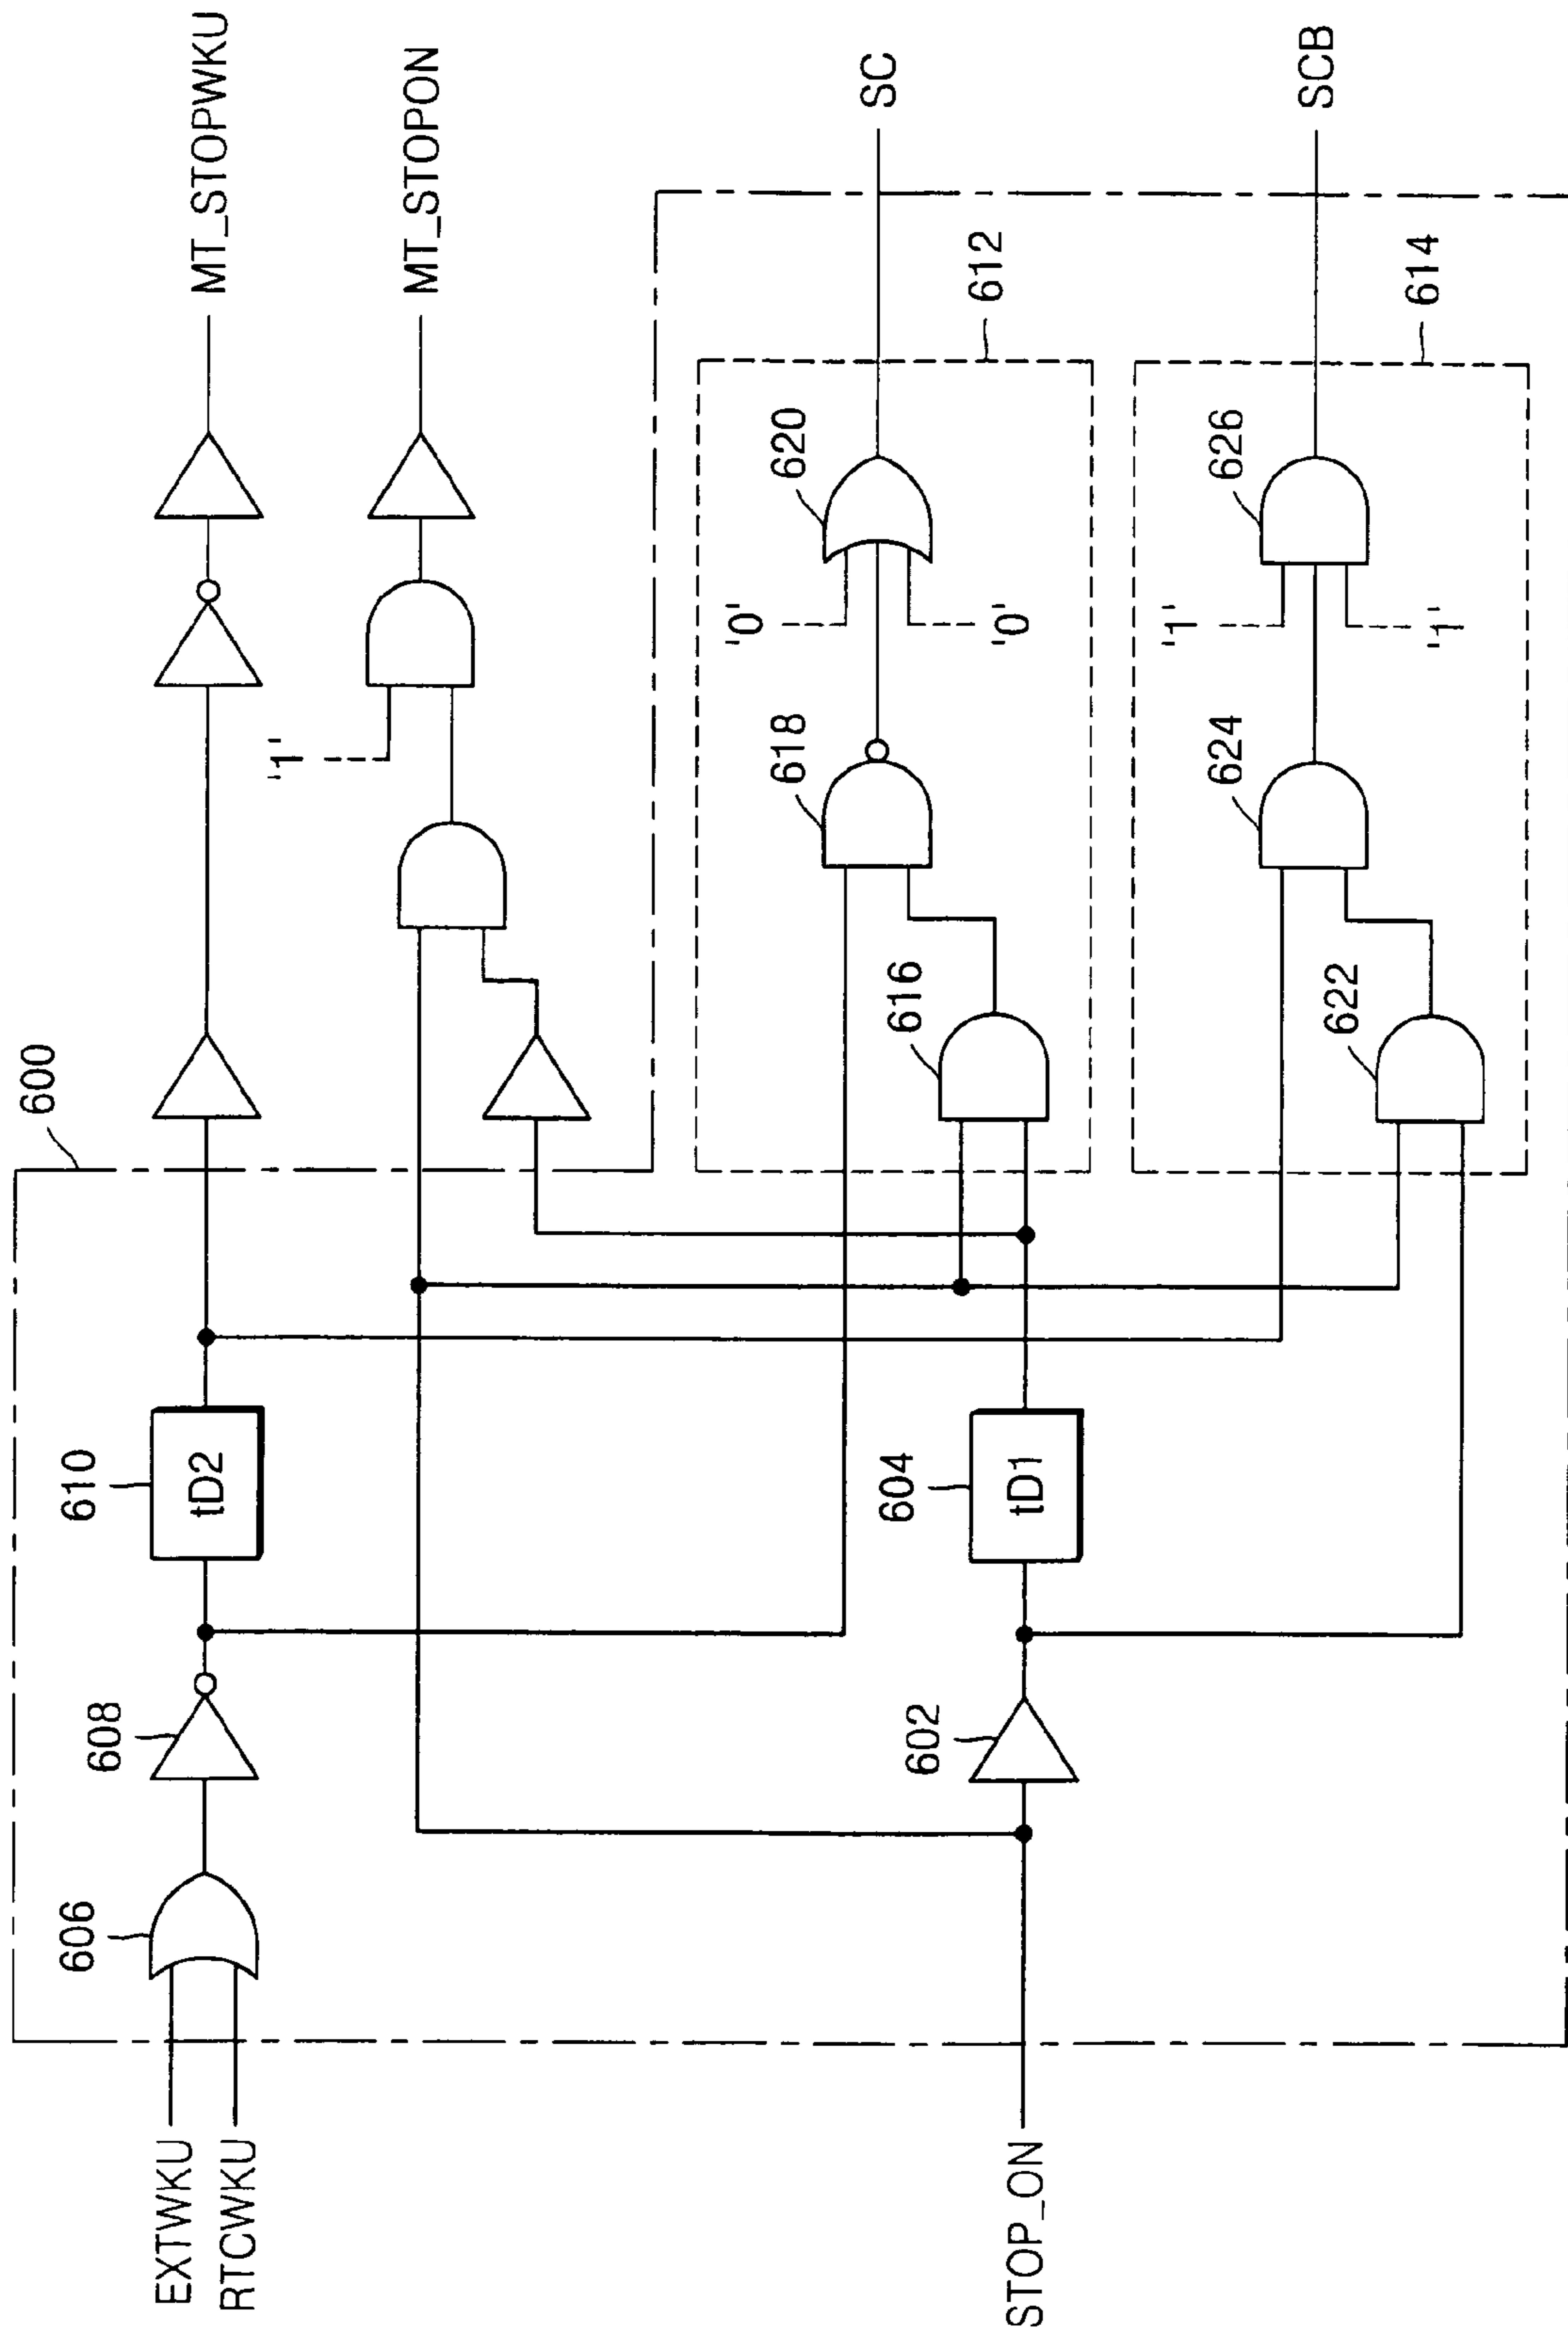 EXTWKU
RTCWKU
STOP_ON
606
608
610
tD2
600
602
604
tD1
'1'
MT_STOPWKU
MT_STOPON
616
618
'0'
'0'
620
612
SC
622
624
'1'
'1'
626
614
SCB